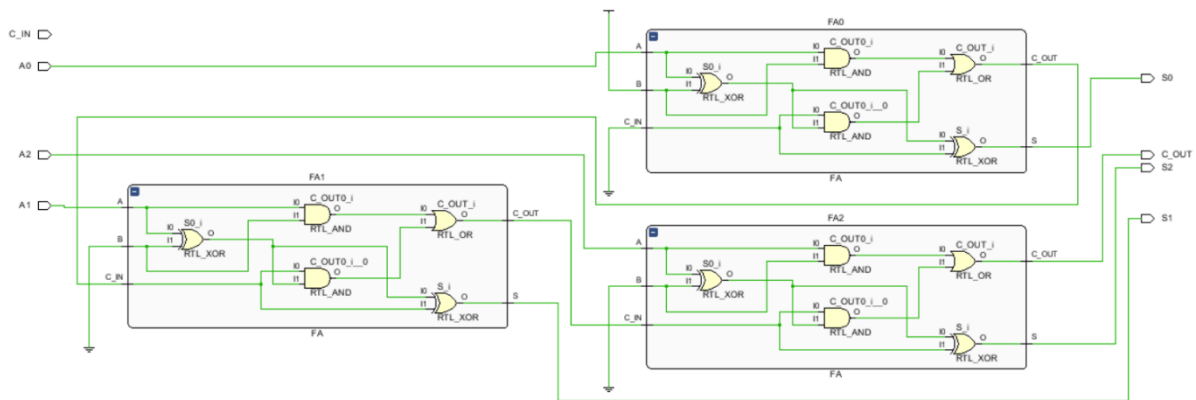 C_IN
A0
A2
A1
FA0
A
B
C_IN
I0
I1
S0_i
O
RTL_XOR
C_OUT0_i
I0
I1
O
RTL_AND
C_OUT0_i__0
I0
I1
O
RTL_AND
C_OUT_i
I0
I1
O
RTL_OR
S_i
I0
I1
O
RTL_XOR
C_OUT
S
FA
FA1
A
B
C_IN
I0
I1
S0_i
O
RTL_XOR
C_OUT0_i
I0
I1
O
RTL_AND
C_OUT0_i__0
I0
I1
O
RTL_AND
C_OUT_i
I0
I1
O
RTL_OR
S_i
I0
I1
O
RTL_XOR
C_OUT
S
FA
FA2
A
B
C_IN
I0
I1
S0_i
O
RTL_XOR
C_OUT0_i
I0
I1
O
RTL_AND
C_OUT0_i__0
I0
I1
O
RTL_AND
C_OUT_i
I0
I1
O
RTL_OR
S_i
I0
I1
O
RTL_XOR
C_OUT
S
FA
S0
C_OUT
S2
S1